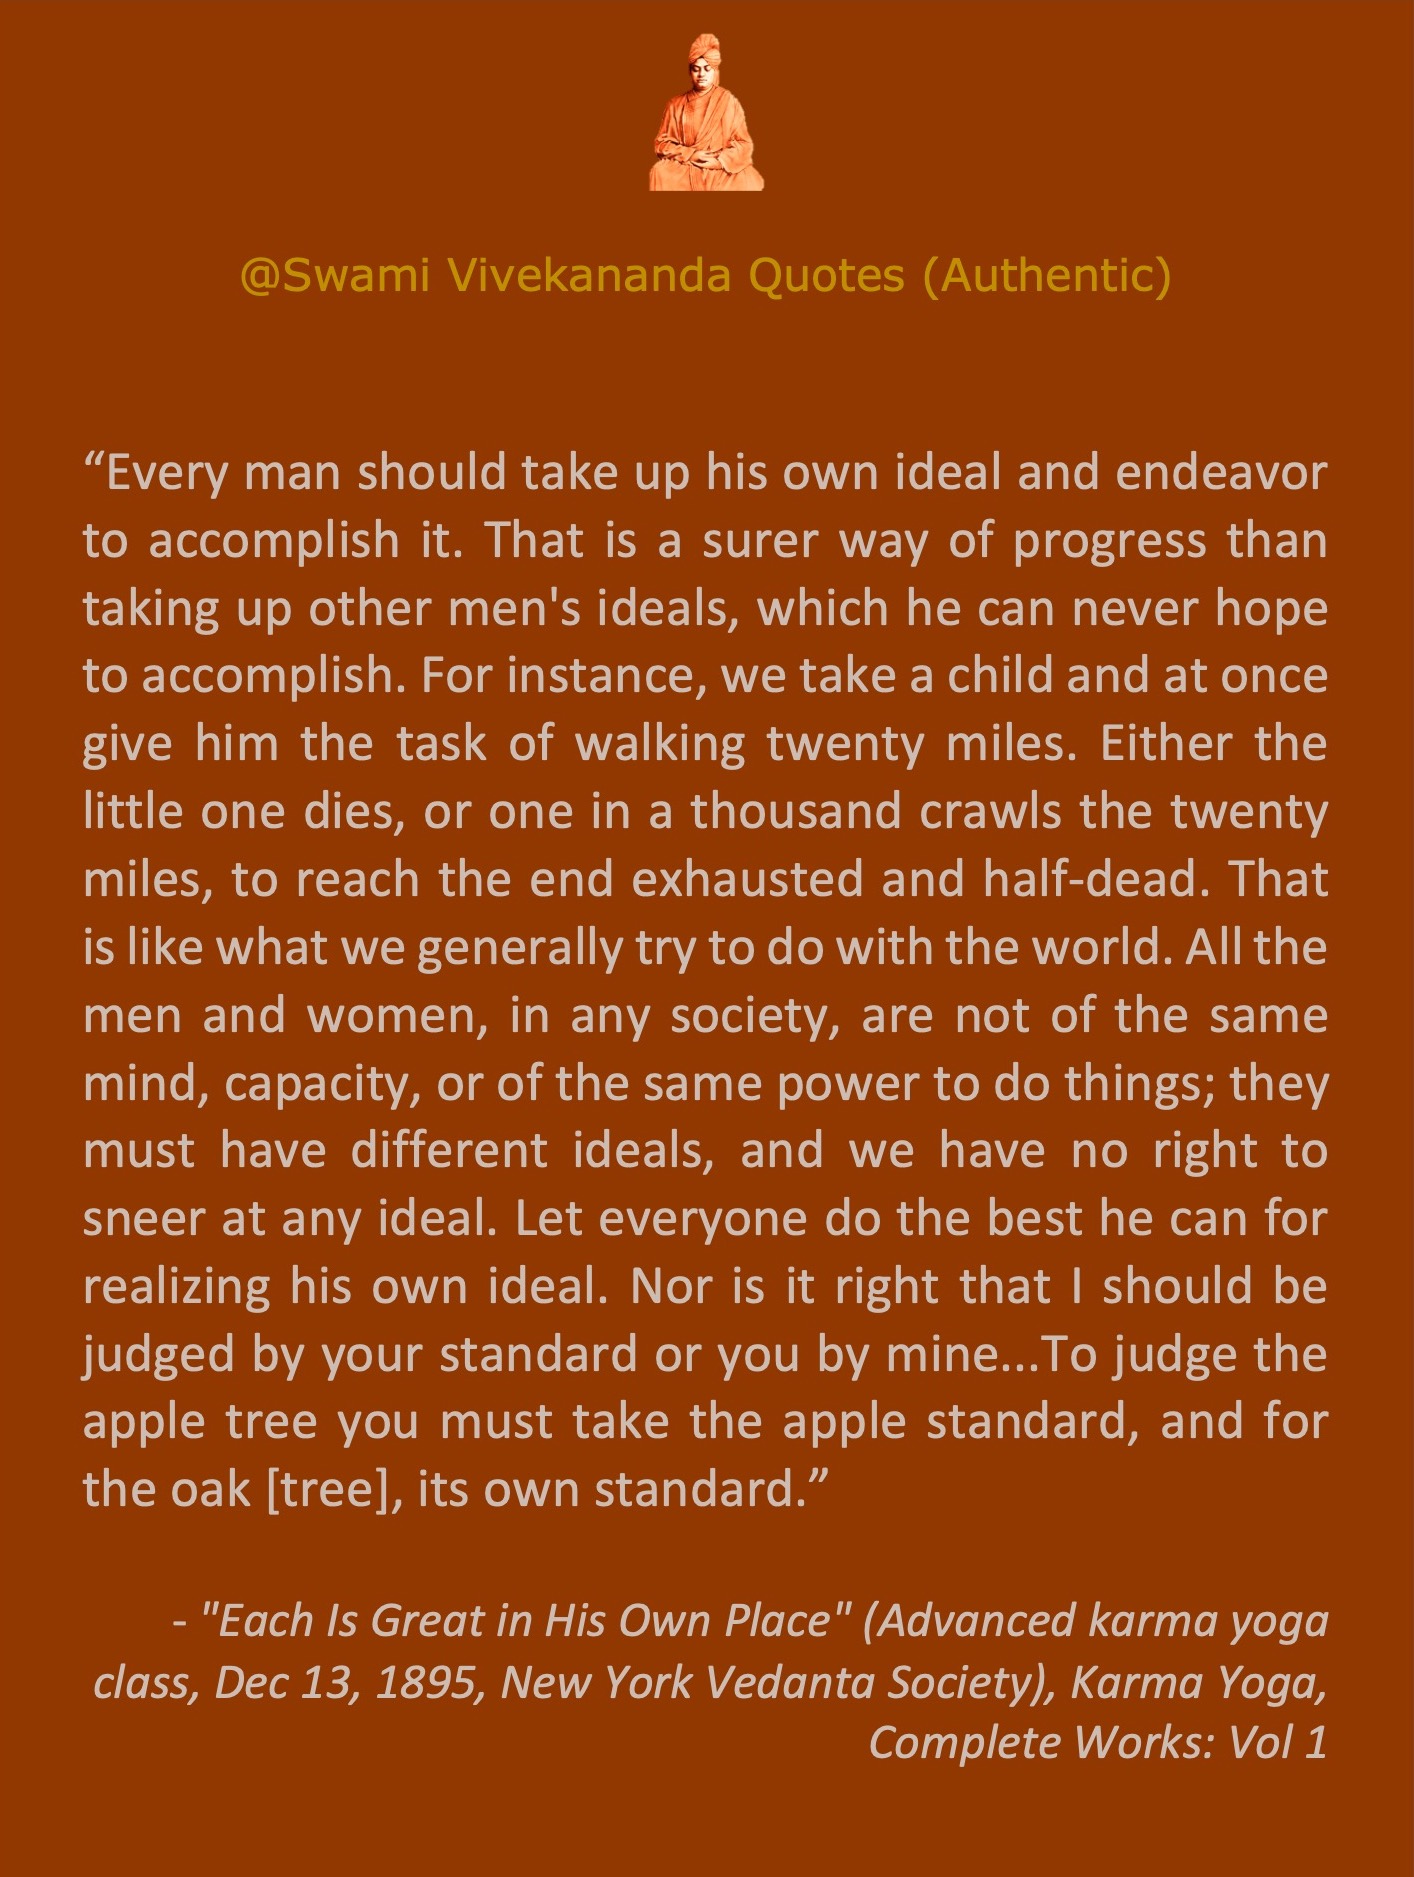 @Swami Vivekananda Quotes (Authentic)
“Every man should take up his own ideal and endeavor
to accomplish it. That is a surer way of progress than
taking up other men's ideals, which he can never hope
to accomplish. For instance, we take a child and at once
give him the task of walking twenty miles. Either the
little one dies, or one in a thousand crawls the twenty
miles, to reach the end exhausted and half-dead. That
is like what we generally try to do with the world. All the
men and women, in any society, are not of the same
mind, capacity, or of the same power to do things; they
must have different ideals, and we have no right to
sneer at any ideal. Let everyone do the best he can for
realizing his own ideal. Nor is it right that I should be
judged by your standard or you by mine...To judge the
apple tree you must take the apple standard, and for
the oak [tree], its own standard.”
- "Each Is Great in His Own Place" (Advanced karma yoga
class, Dec 13, 1895, New York Vedanta Society), Karma Yoga,
Complete Works: Vol 1